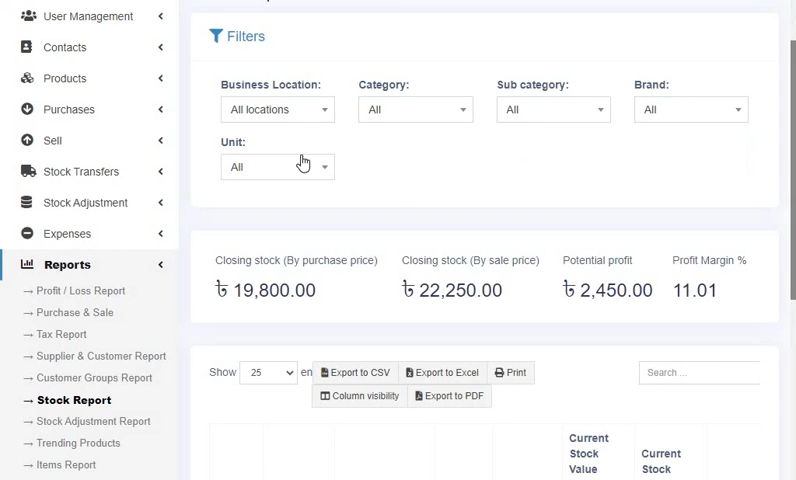 User Management
Contacts
Products
Purchases
Sell
Stock Transfers
Stock Adjustment
Expenses
Reports
→ Profit / Loss Report
→ Purchase & Sale
→ Tax Report
→ Supplier & Customer Report
→ Customer Groups Report
→ Stock Report
→ Stock Adjustment Report
→ Trending Products
→ Items Report
Filters
Business Location: Category: Sub category: Brand:
All locations All All All
Unit:
All
Closing stock (By purchase price) Closing stock (By sale price) Potential profit Profit Margin %
৳ 19,800.00 ৳ 22,250.00 ৳ 2,450.00 11.01
Show 25 en Export to CSV Export to Excel Print Search ...
Column visibility Export to PDF
Current
Stock
Value
Current
Stock